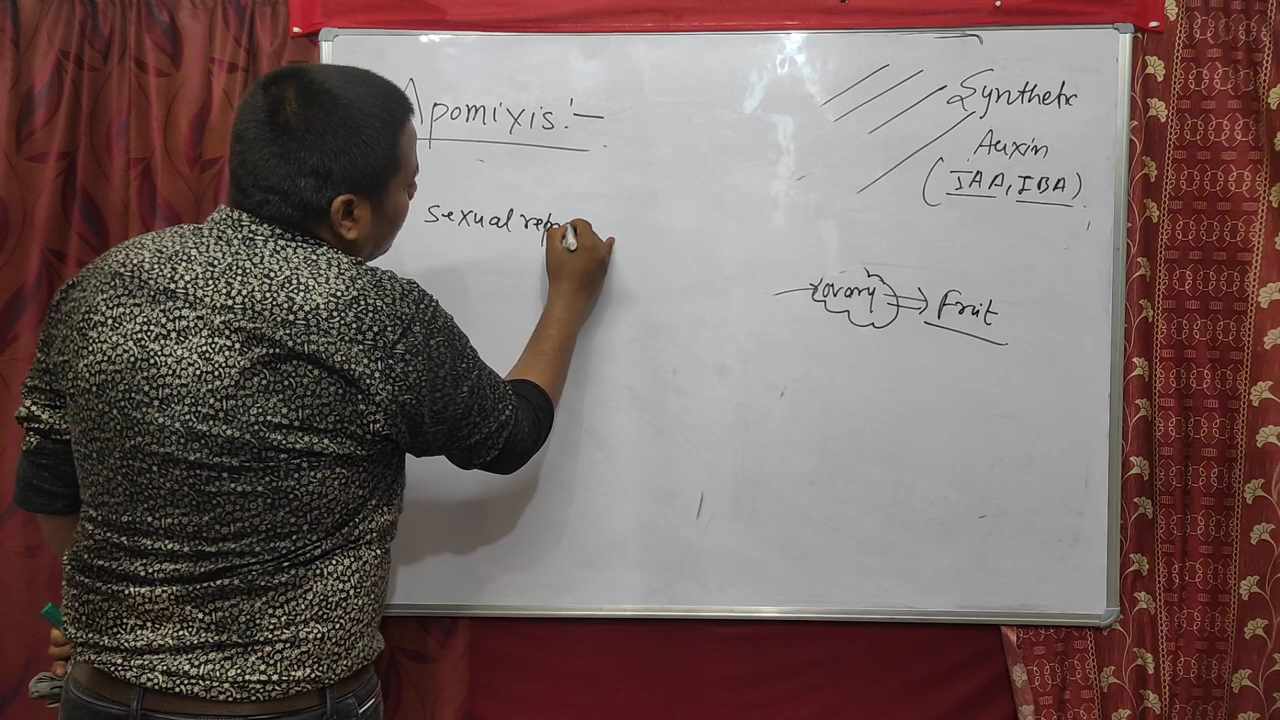 Apomixis:-
sexual rep
Synthetic
Auxin
(IAA, IBA)
ovary => Fruit